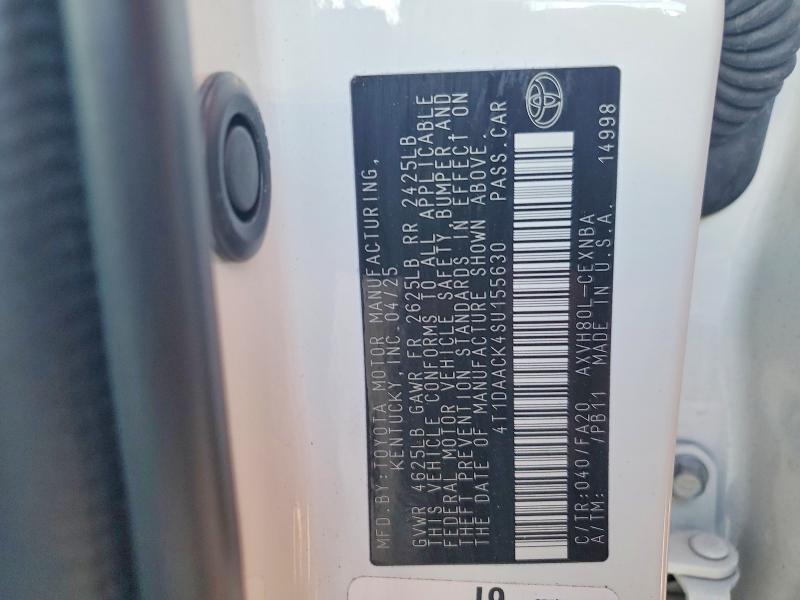 MFD.BY:TOYOTA MOTOR MANUFACTURING,
KENTUCKY,INC 04/25
GVWR 4625LB GAWR FR 2625LB RR 2425LB
THIS VEHICLE CONFORMS TO ALL APPLICABLE
FEDERAL MOTOR VEHICLE SAFETY,BUMPER,AND
THEFT PREVENTION STANDARDS IN EFFECT ON
THE DATE OF MANUFACTURE SHOWN ABOVE.
4T1DAACK4SU155630 PASS.CAR
C/TR:040/FA20 AXVH80L-CEXNBA
A/TM: /PB11 MADE IN U.S.A. 14998